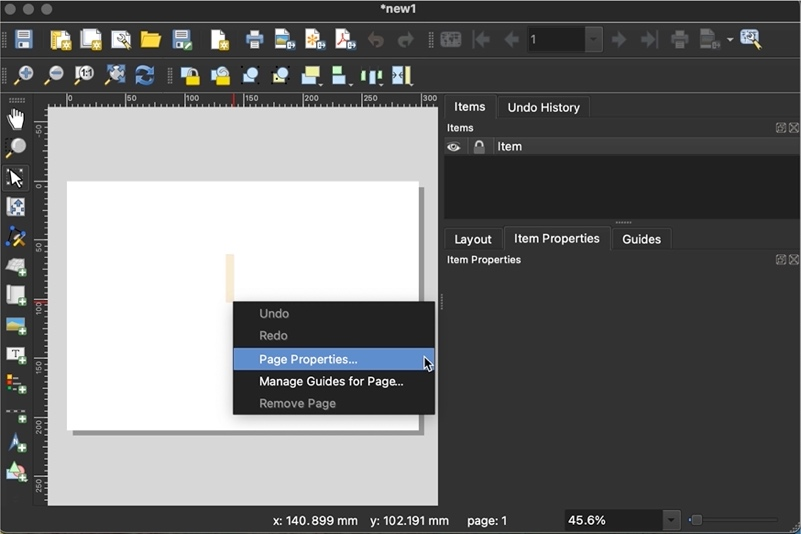 *new1
1
0 50 100 150 200 250 300
Items
Undo History
Items
Item
-50
0
50
100
150
200
250
Layout
Item Properties
Guides
Item Properties
Undo
Redo
Page Properties...
Manage Guides for Page...
Remove Page
x: 140.899 mm y: 102.191 mm page: 1
45.6%